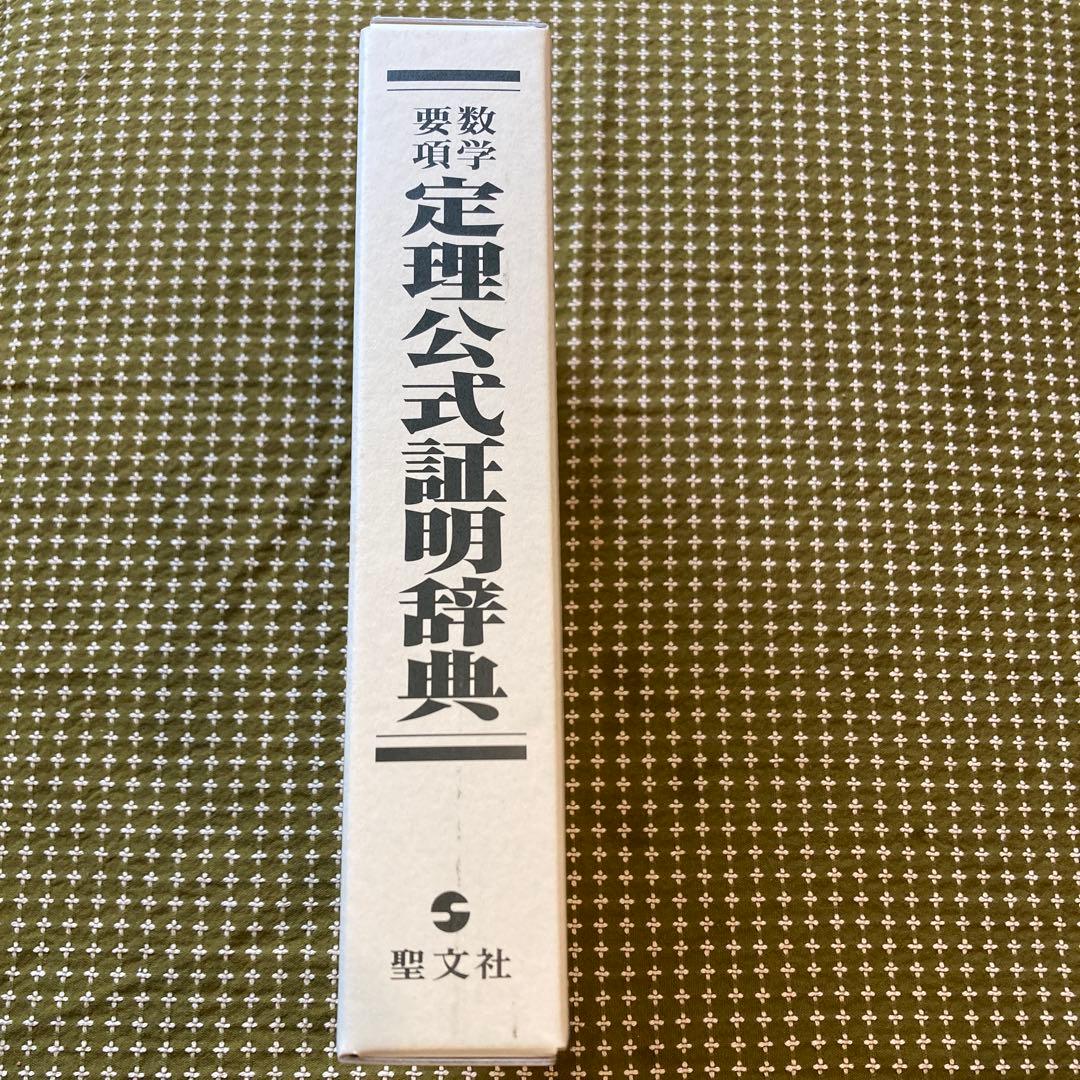 数学
要項
定理公式証明辞典
聖文社